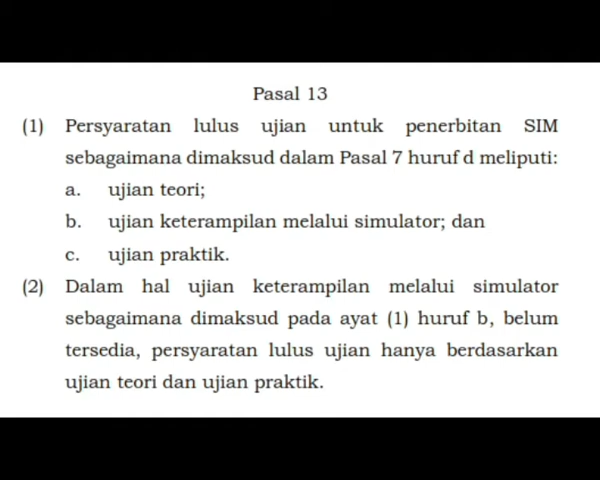 Pasal 13
(1) Persyaratan lulus ujian untuk penerbitan SIM
sebagaimana dimaksud dalam Pasal 7 huruf d meliputi:
a. ujian teori;
b. ujian keterampilan melalui simulator; dan
c. ujian praktik.
(2) Dalam hal ujian keterampilan melalui simulator
sebagaimana dimaksud pada ayat (1) huruf b, belum
tersedia, persyaratan lulus ujian hanya berdasarkan
ujian teori dan ujian praktik.